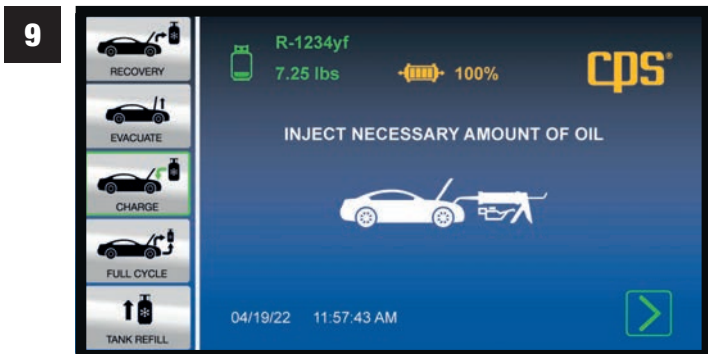 9
RECOVERY
EVACUATE
CHARGE
FULL CYCLE
TANK REFILL
R-1234yf
7.25 lbs
100%
cps®
INJECT NECESSARY AMOUNT OF OIL
04/19/22 11:57:43 AM